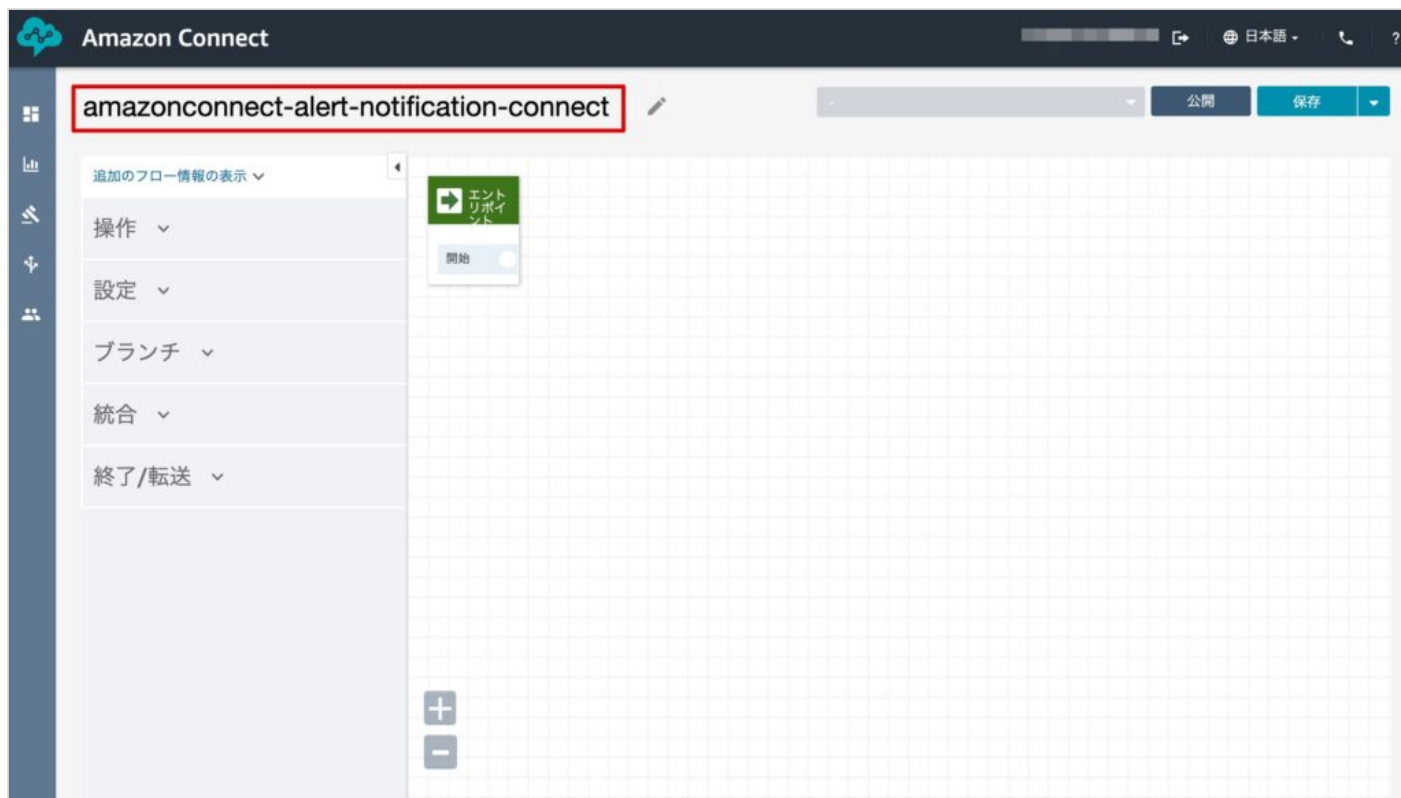 Amazon Connect
日本語
?
amazonconnect-alert-notification-connect
-
公開
保存
追加のフロー情報の表示
操作
設定
ブランチ
統合
終了/転送
エント
リポイ
ント
開始